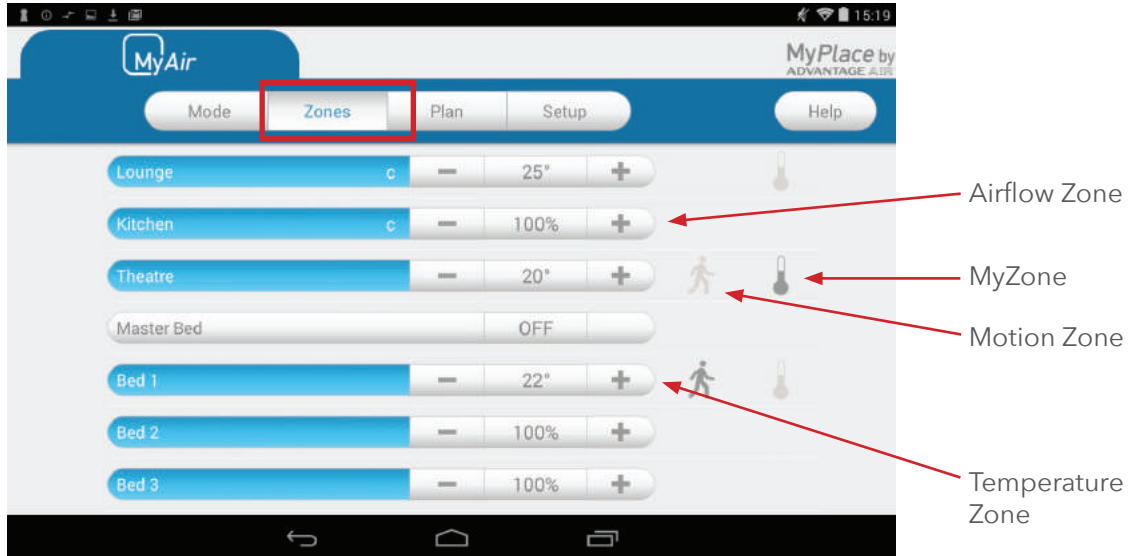 15:19
MyAir
MyPlace by
ADVANTAGE AIR
Mode Zones Plan Setup Help
Lounge c 25°
Kitchen c 100%
Airflow Zone
Theatre 20°
MyZone
Master Bed OFF
Motion Zone
Bed 1 22°
Bed 2 100%
Bed 3 100%
Temperature
Zone